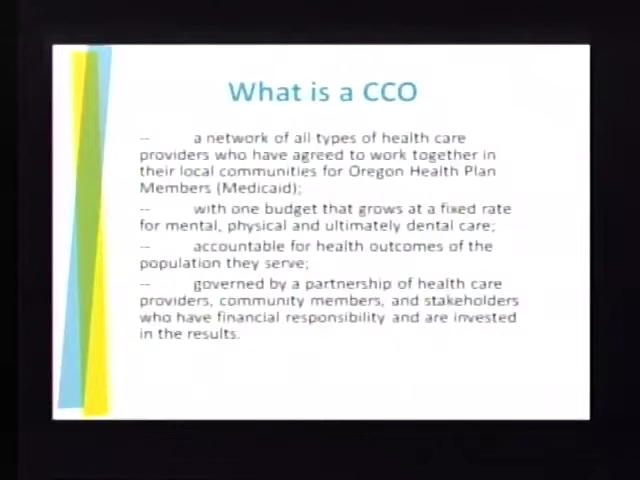 What is a CCO
-- a network of all types of health care
providers who have agreed to work together in
their local communities for Oregon Health Plan
Members (Medicaid);
-- with one budget that grows at a fixed rate
for mental, physical and ultimately dental care;
-- accountable for health outcomes of the
population they serve;
-- governed by a partnership of health care
providers, community members, and stakeholders
who have financial responsibility and are invested
in the results.